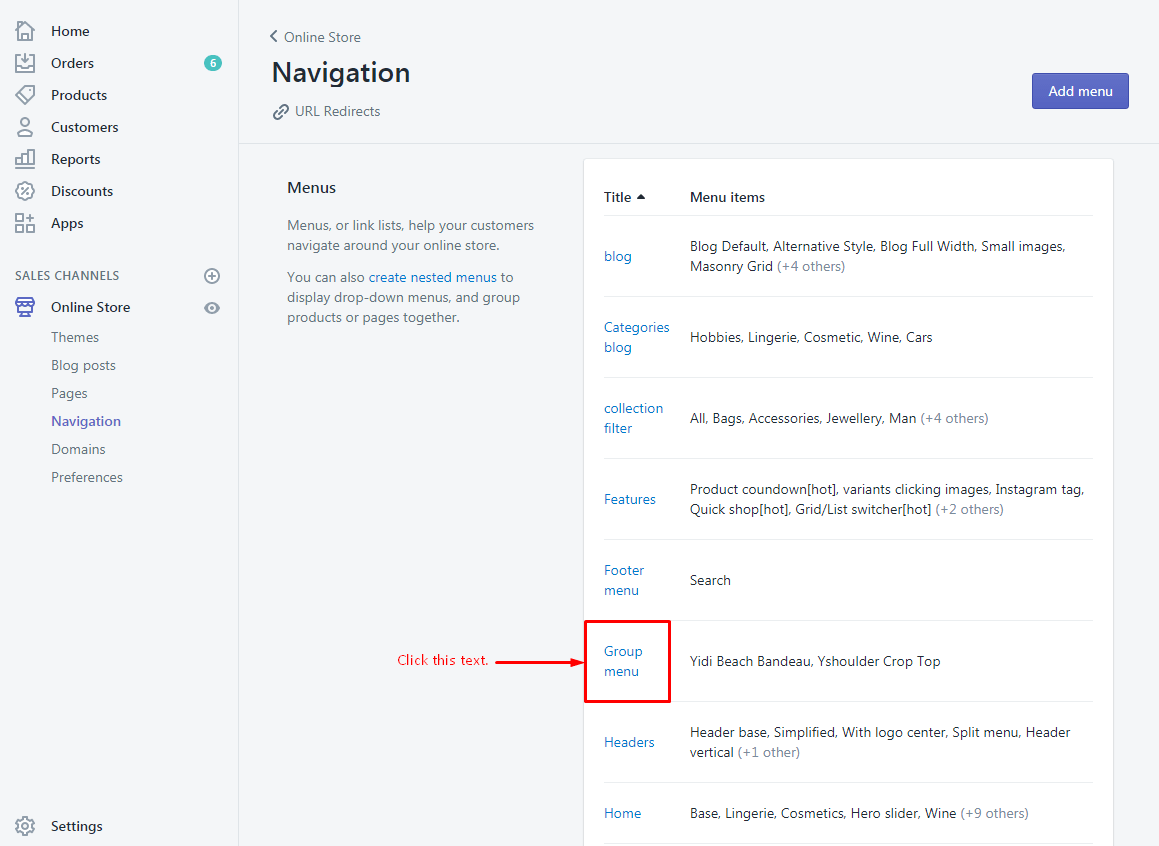 Home
Orders 6
Products
Customers
Reports
Discounts
Apps
SALES CHANNELS
Online Store
Themes
Blog posts
Pages
Navigation
Domains
Preferences
Settings
Online Store
Navigation
URL Redirects
Add menu
Menus
Menus, or link lists, help your customers
navigate around your online store.
You can also create nested menus to
display drop-down menus, and group
products or pages together.
Title Menu items
blog
Blog Default, Alternative Style, Blog Full Width, Small images,
Masonry Grid (+4 others)
Categories
blog
Hobbies, Lingerie, Cosmetic, Wine, Cars
collection
filter
All, Bags, Accessories, Jewellery, Man (+4 others)
Features
Product coundown[hot], variants clicking images, Instagram tag,
Quick shop[hot], Grid/List switcher[hot] (+2 others)
Footer
menu
Search
Click this text.
Group
menu
Yidi Beach Bandeau, Yshoulder Crop Top
Headers
Header base, Simplified, With logo center, Split menu, Header
vertical (+1 other)
Home
Base, Lingerie, Cosmetics, Hero slider, Wine (+9 others)